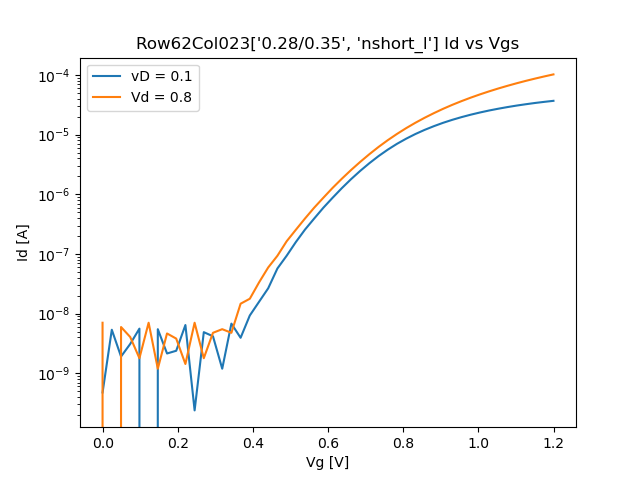 Row62Col023['0.28/0.35', 'nshort_l'] Id vs Vgs
vD = 0.1
Vd = 0.8
10⁻⁴
10⁻⁵
10⁻⁶
10⁻⁷
10⁻⁸
10⁻⁹
Id [A]
0.0 0.2 0.4 0.6 0.8 1.0 1.2
Vg [V]